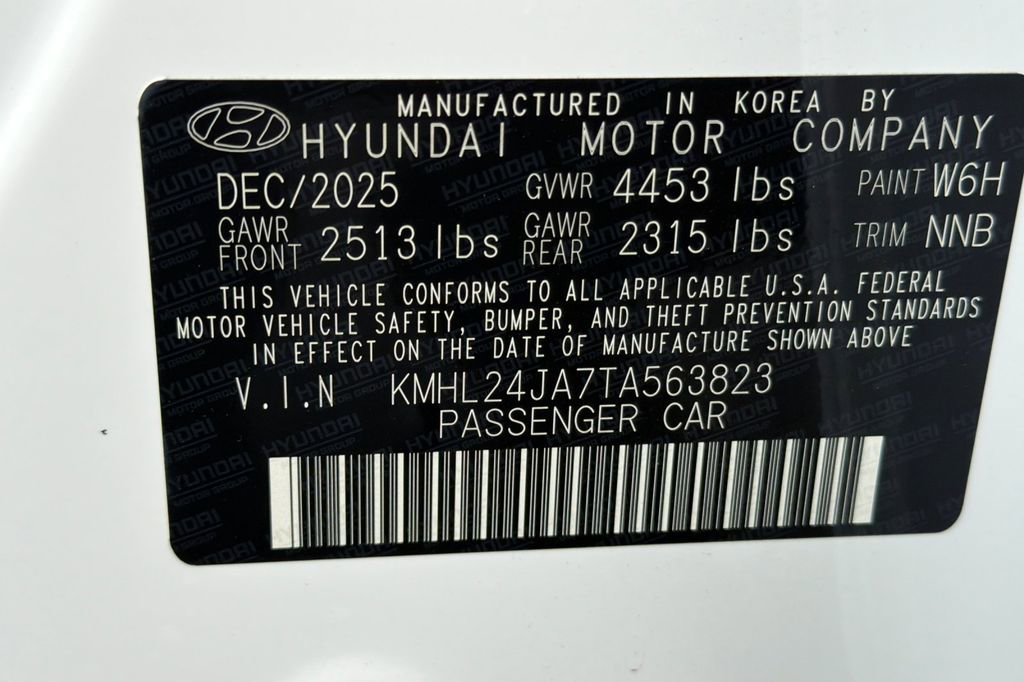 MANUFACTURED IN KOREA BY
HYUNDAI MOTOR COMPANY
DEC/2025 GVWR 4453 lbs PAINT W6H
GAWR FRONT 2513 lbs GAWR REAR 2315 lbs TRIM NNB
THIS VEHICLE CONFORMS TO ALL APPLICABLE U.S.A. FEDERAL
MOTOR VEHICLE SAFETY, BUMPER, AND THEFT PREVENTION STANDARDS
IN EFFECT ON THE DATE OF MANUFACTURE SHOWN ABOVE
V.I.N KMHL24JA7TA563823
PASSENGER CAR